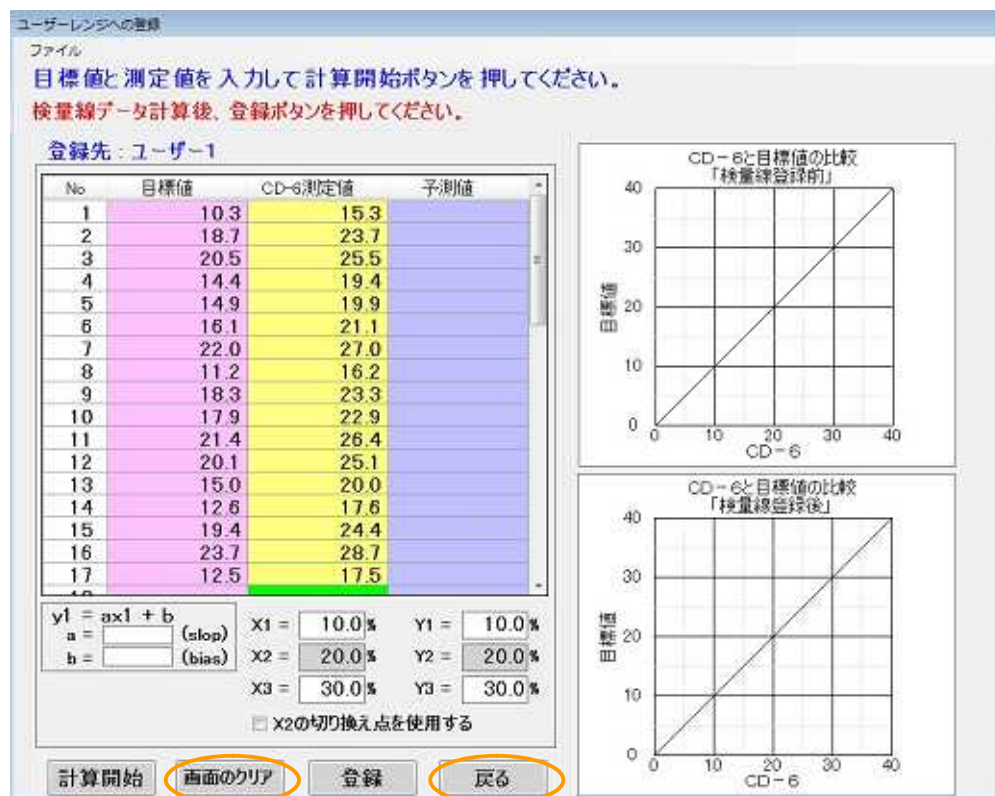 ユーザーレンジへの登録
ファイル
目標値と測定値を入力して計算開始ボタンを押してください。
検量線データ計算後、登録ボタンを押してください。
登録先:ユーザー1
No 目標値 CD-6測定値 予測値
1 10.3 15.3
2 18.7 23.7
3 20.5 25.5
4 14.4 19.4
5 14.9 19.9
6 16.1 21.1
7 22.0 27.0
8 11.2 16.2
9 18.3 23.3
10 17.9 22.9
11 21.4 26.4
12 20.1 25.1
13 15.0 20.0
14 12.6 17.6
15 19.4 24.4
16 23.7 28.7
17 12.5 17.5
y1 = ax1 + b
a = (slop)
b = (bias)
X1 = 10.0 % Y1 = 10.0 %
X2 = 20.0 % Y2 = 20.0 %
X3 = 30.0 % Y3 = 30.0 %
X2の切り換え点を使用する
計算開始 画面のクリア 登録 戻る
CD-6と目標値の比較
「検量線登録前」
40
30
20
10
0
目標値
0 10 20 30 40
CD-6
CD-6と目標値の比較
「検量線登録後」
40
30
20
10
0
目標値
0 10 20 30 40
CD-6